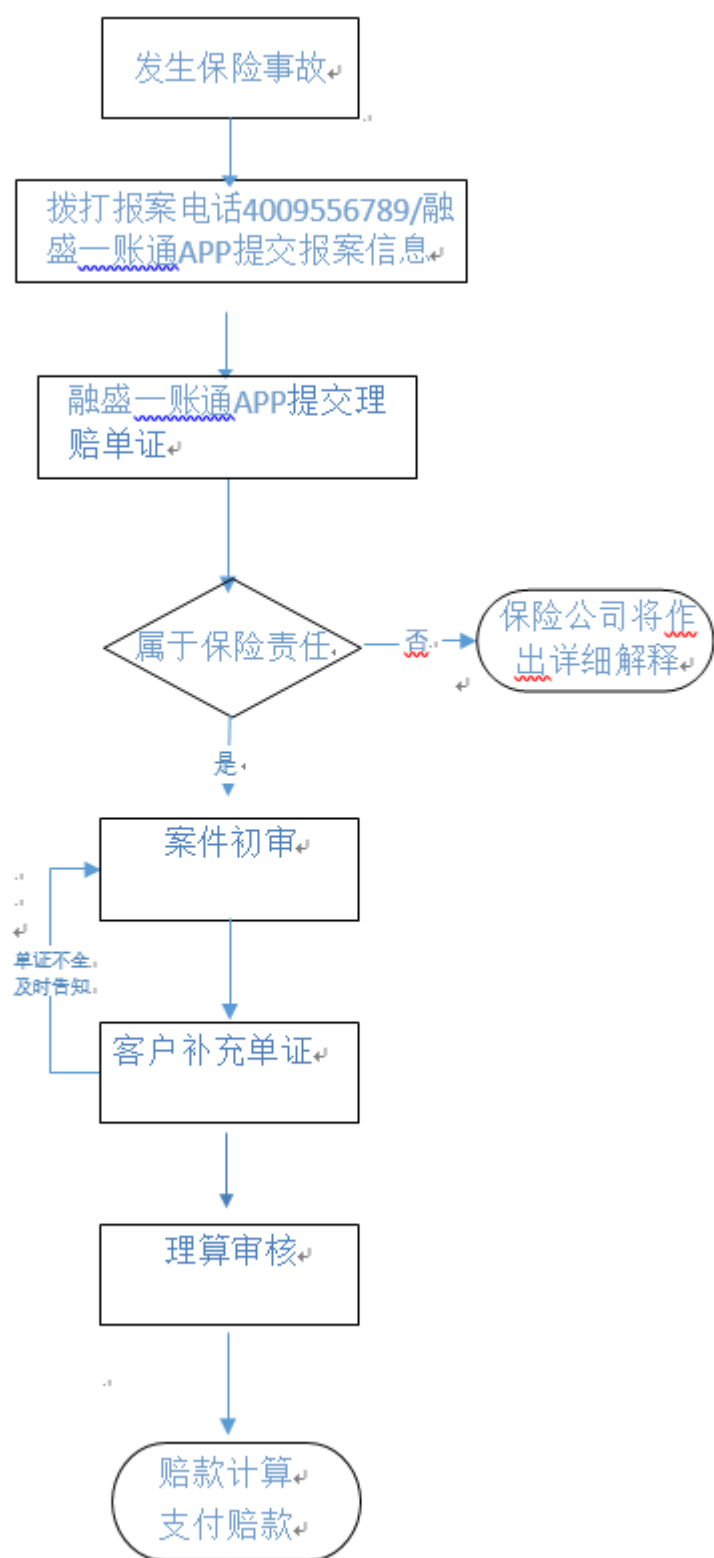 发生保险事故
拨打报案电话4009556789/融
盛一账通APP提交报案信息
融盛一账通APP提交理
赔单证
属于保险责任
否
保险公司将作
出详细解释
是
案件初审
单证不全
及时告知
客户补充单证
理算审核
赔款计算
支付赔款